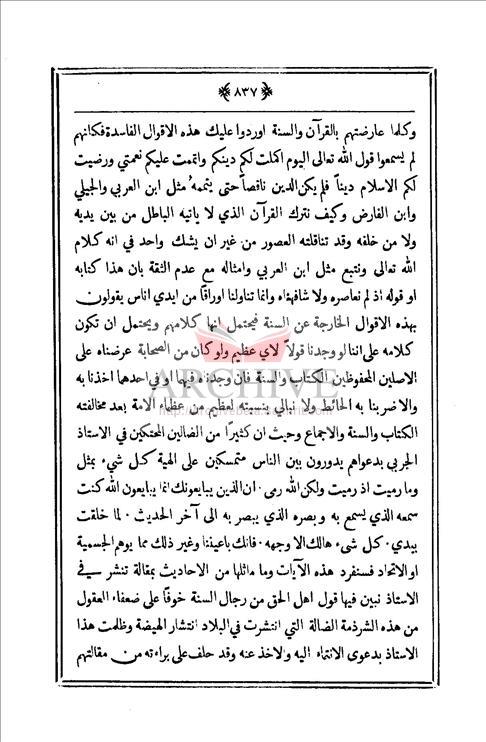 ﴿٨٣٧﴾
وكلما عارضتهم بالقرآن والسنة اوردوا عليك هذه الاقوال الفاسدة فكانهم
لم يسمعوا قول الله تعالى اليوم اكملت لكم دينكم واتممت عليكم نعمتي ورضيت
لكم الاسلام ديناً فلم يكن الدين ناقصاً حتى يتممهُ مثل ابن العربي والجيلي
وابن الفارض وكيف نترك القرآن الذي لا ياتيه الباطل من بين يديه
ولا من خلفه وقد تناقلته العصور من غير ان يشك واحد في انه كلام
الله تعالى ونتبع مثل ابن العربي وامثاله مع عدم الثقة بان هذا كتابه
او قوله اذ لم نعاصره ولا شافهناه وانما تناولنا اوراقاً من ايدي اناس يقولون
بهذه الاقوال الخارجة عن السنة فيحتمل انها كلامهم ويحتمل ان تكون
كلامه على اننا لو وجدنا قولاً لاي عظيم ولو كان من الصحابة عرضناه على
الاصلين المحفوظين الكتاب والسنة فان وجدناه فيها او في احدهما اخذنا به
والا ضربنا به الحائط ولا نبالي بنسبته لعظيم من عظماء الامة بعد مخالفته
الكتاب والسنة والاجماع وحيث ان كثيرًا من الضالين المحتكين في الاستاذ
الجربي بدعواهم يدورون بين الناس متمسكين على الهية كل شيء بمثل
وما رميت اذ رميت ولكن الله رمى · ان الذين يبايعونك انما يبايعون الله كنت
سمعه الذي يسمع به وبصره الذي يبصر به الى آخر الحديث · لما خلقت
بيدي · كل شيء هالك الا وجهه · فانك باعيننا وغير ذلك مما يوهم الجسمية
او الاتحاد فسنفرد هذه الآيات وما ماثلها من الاحاديث بمقالة تنشر في
الاستاذ نبين فيها قول اهل الحق من رجال السنة خوفًا على ضعفاء العقول
من هذه الشرذمة الضالة التي انتشرت في البلاد انتشار الهيضة وظلمت هذا
الاستاذ بدعوى الانتماء اليه والاخذ عنه وقد حلف على براءته من مقالتهم
ARCHIVE